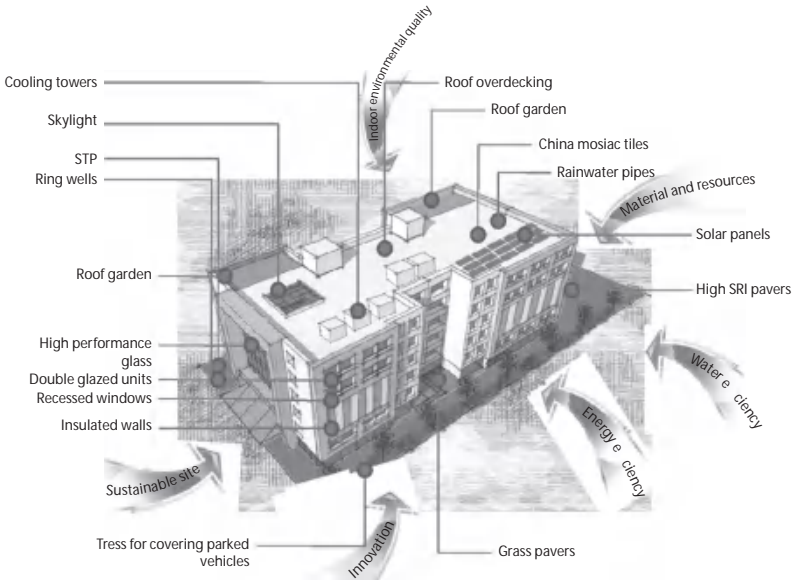 Indoor environmental quality
Cooling towers
Roof overdecking
Skylight
Roof garden
China mosiac tiles
STP
Rainwater pipes
Ring wells
Material and resources
Solar panels
Roof garden
High SRI pavers
High performance
glass
Double glazed units
Recessed windows
Insulated walls
Water e ciency
Energy e ciency
Sustainable site
Innovation
Tress for covering parked
vehicles
Grass pavers